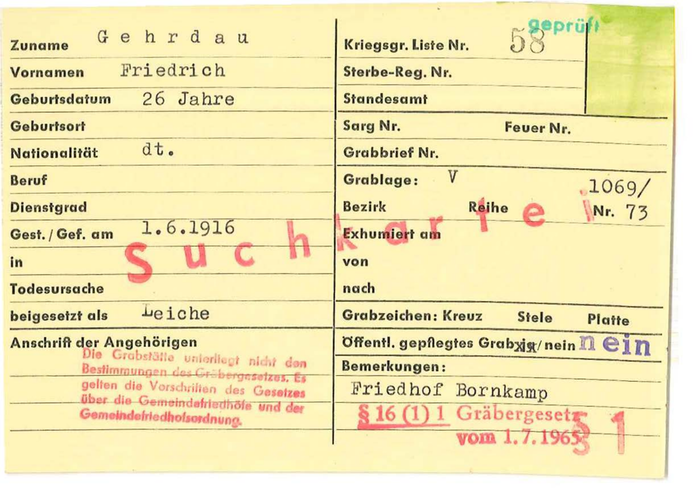 Zuname Gehrdau
Vornamen Friedrich
Geburtsdatum 26 Jahre
Geburtsort
Nationalität dt.
Beruf
Dienstgrad
Gest./Gef. am 1.6.1916
in
Todesursache
beigesetzt als Leiche
Anschrift der Angehörigen
Die Grabstätte unterliegt nicht den
Bestimmungen des Gräbergesetzes. Es
gelten die Vorschriften des Gesetzes
über die Gemeindefriedhöfe und der
Gemeindefriedhofsordnung.
Suchkartei
geprüft
Kriegsgr. Liste Nr. 58
Sterbe-Reg. Nr.
Standesamt
Sarg Nr. Feuer Nr.
Grabbrief Nr.
Grablage: V 1069/
Bezirk Reihe Nr. 73
Exhumiert am
von
nach
Grabzeichen: Kreuz Stele Platte
Öffentl. gepflegtes Grab: /nein nein
Bemerkungen:
Friedhof Bornkamp
§ 16 (1) 1 Gräbergesetz
vom 1.7.1965
§ 1